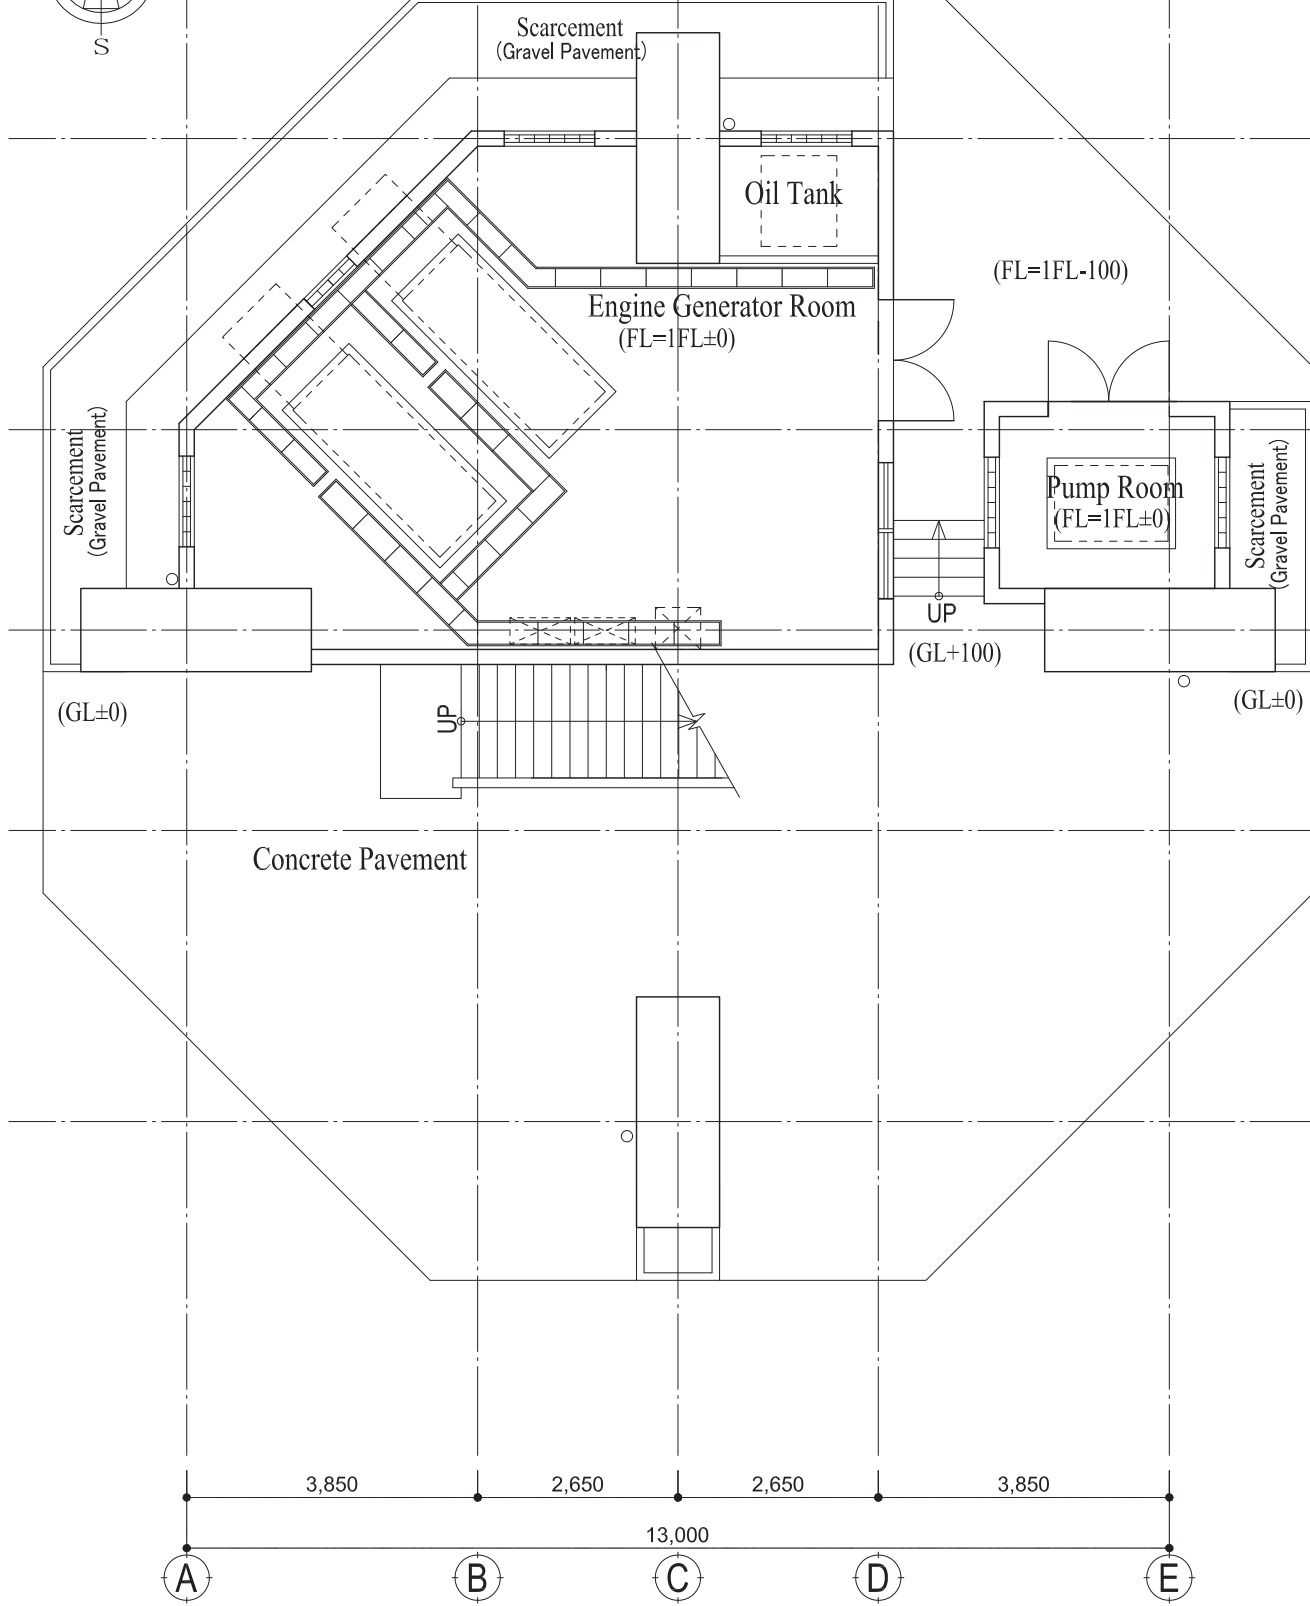 S
Scarcement
(Gravel Pavement)
Oil Tank
(FL=1FL-100)
Engine Generator Room
(FL=1FL±0)
Scarcement
(Gravel Pavement)
Pump Room
(FL=1FL±0)
Scarcement
(Gravel Pavement)
UP
(GL+100)
(GL±0)
(GL±0)
UP
Concrete Pavement
3,850 2,650 2,650 3,850
13,000
A B C D E